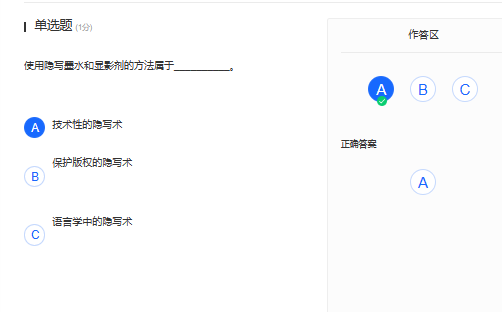 单选题 (1分)
使用隐写墨水和显影剂的方法属于__________。
A 技术性的隐写术
B 保护版权的隐写术
C 语言学中的隐写术
作答区
A B C
正确答案
A